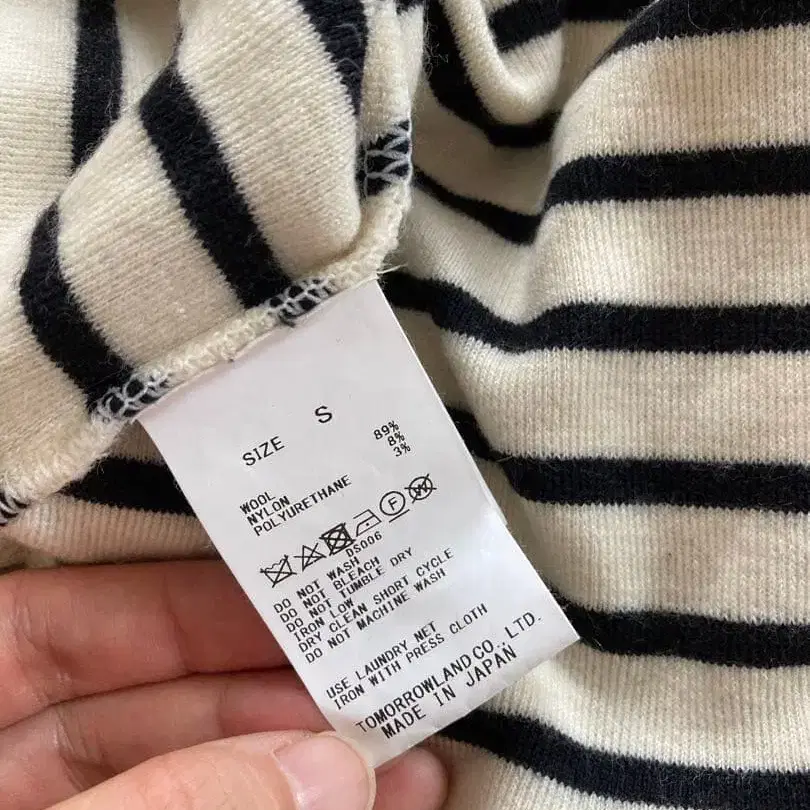 SIZE S
WOOL 89%
NYLON 8%
POLYURETHANE 3%
F W
DS006
DO NOT WASH
DO NOT BLEACH
DO NOT TUMBLE DRY
IRON LOW
DRY CLEAN SHORT CYCLE
DO NOT MACHINE WASH
USE LAUNDRY NET
IRON WITH PRESS CLOTH
TOMORROWLAND CO., LTD.
MADE IN JAPAN